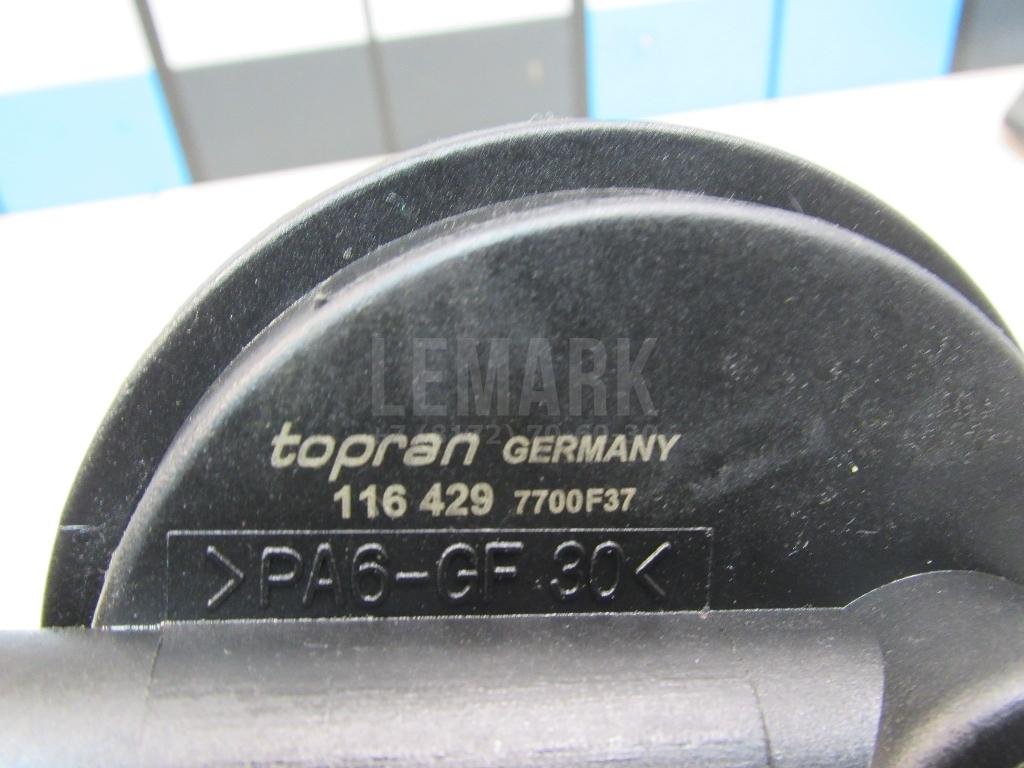 LEMARK
topran GERMANY
116 429 7700F37
>PA6-GF 30<